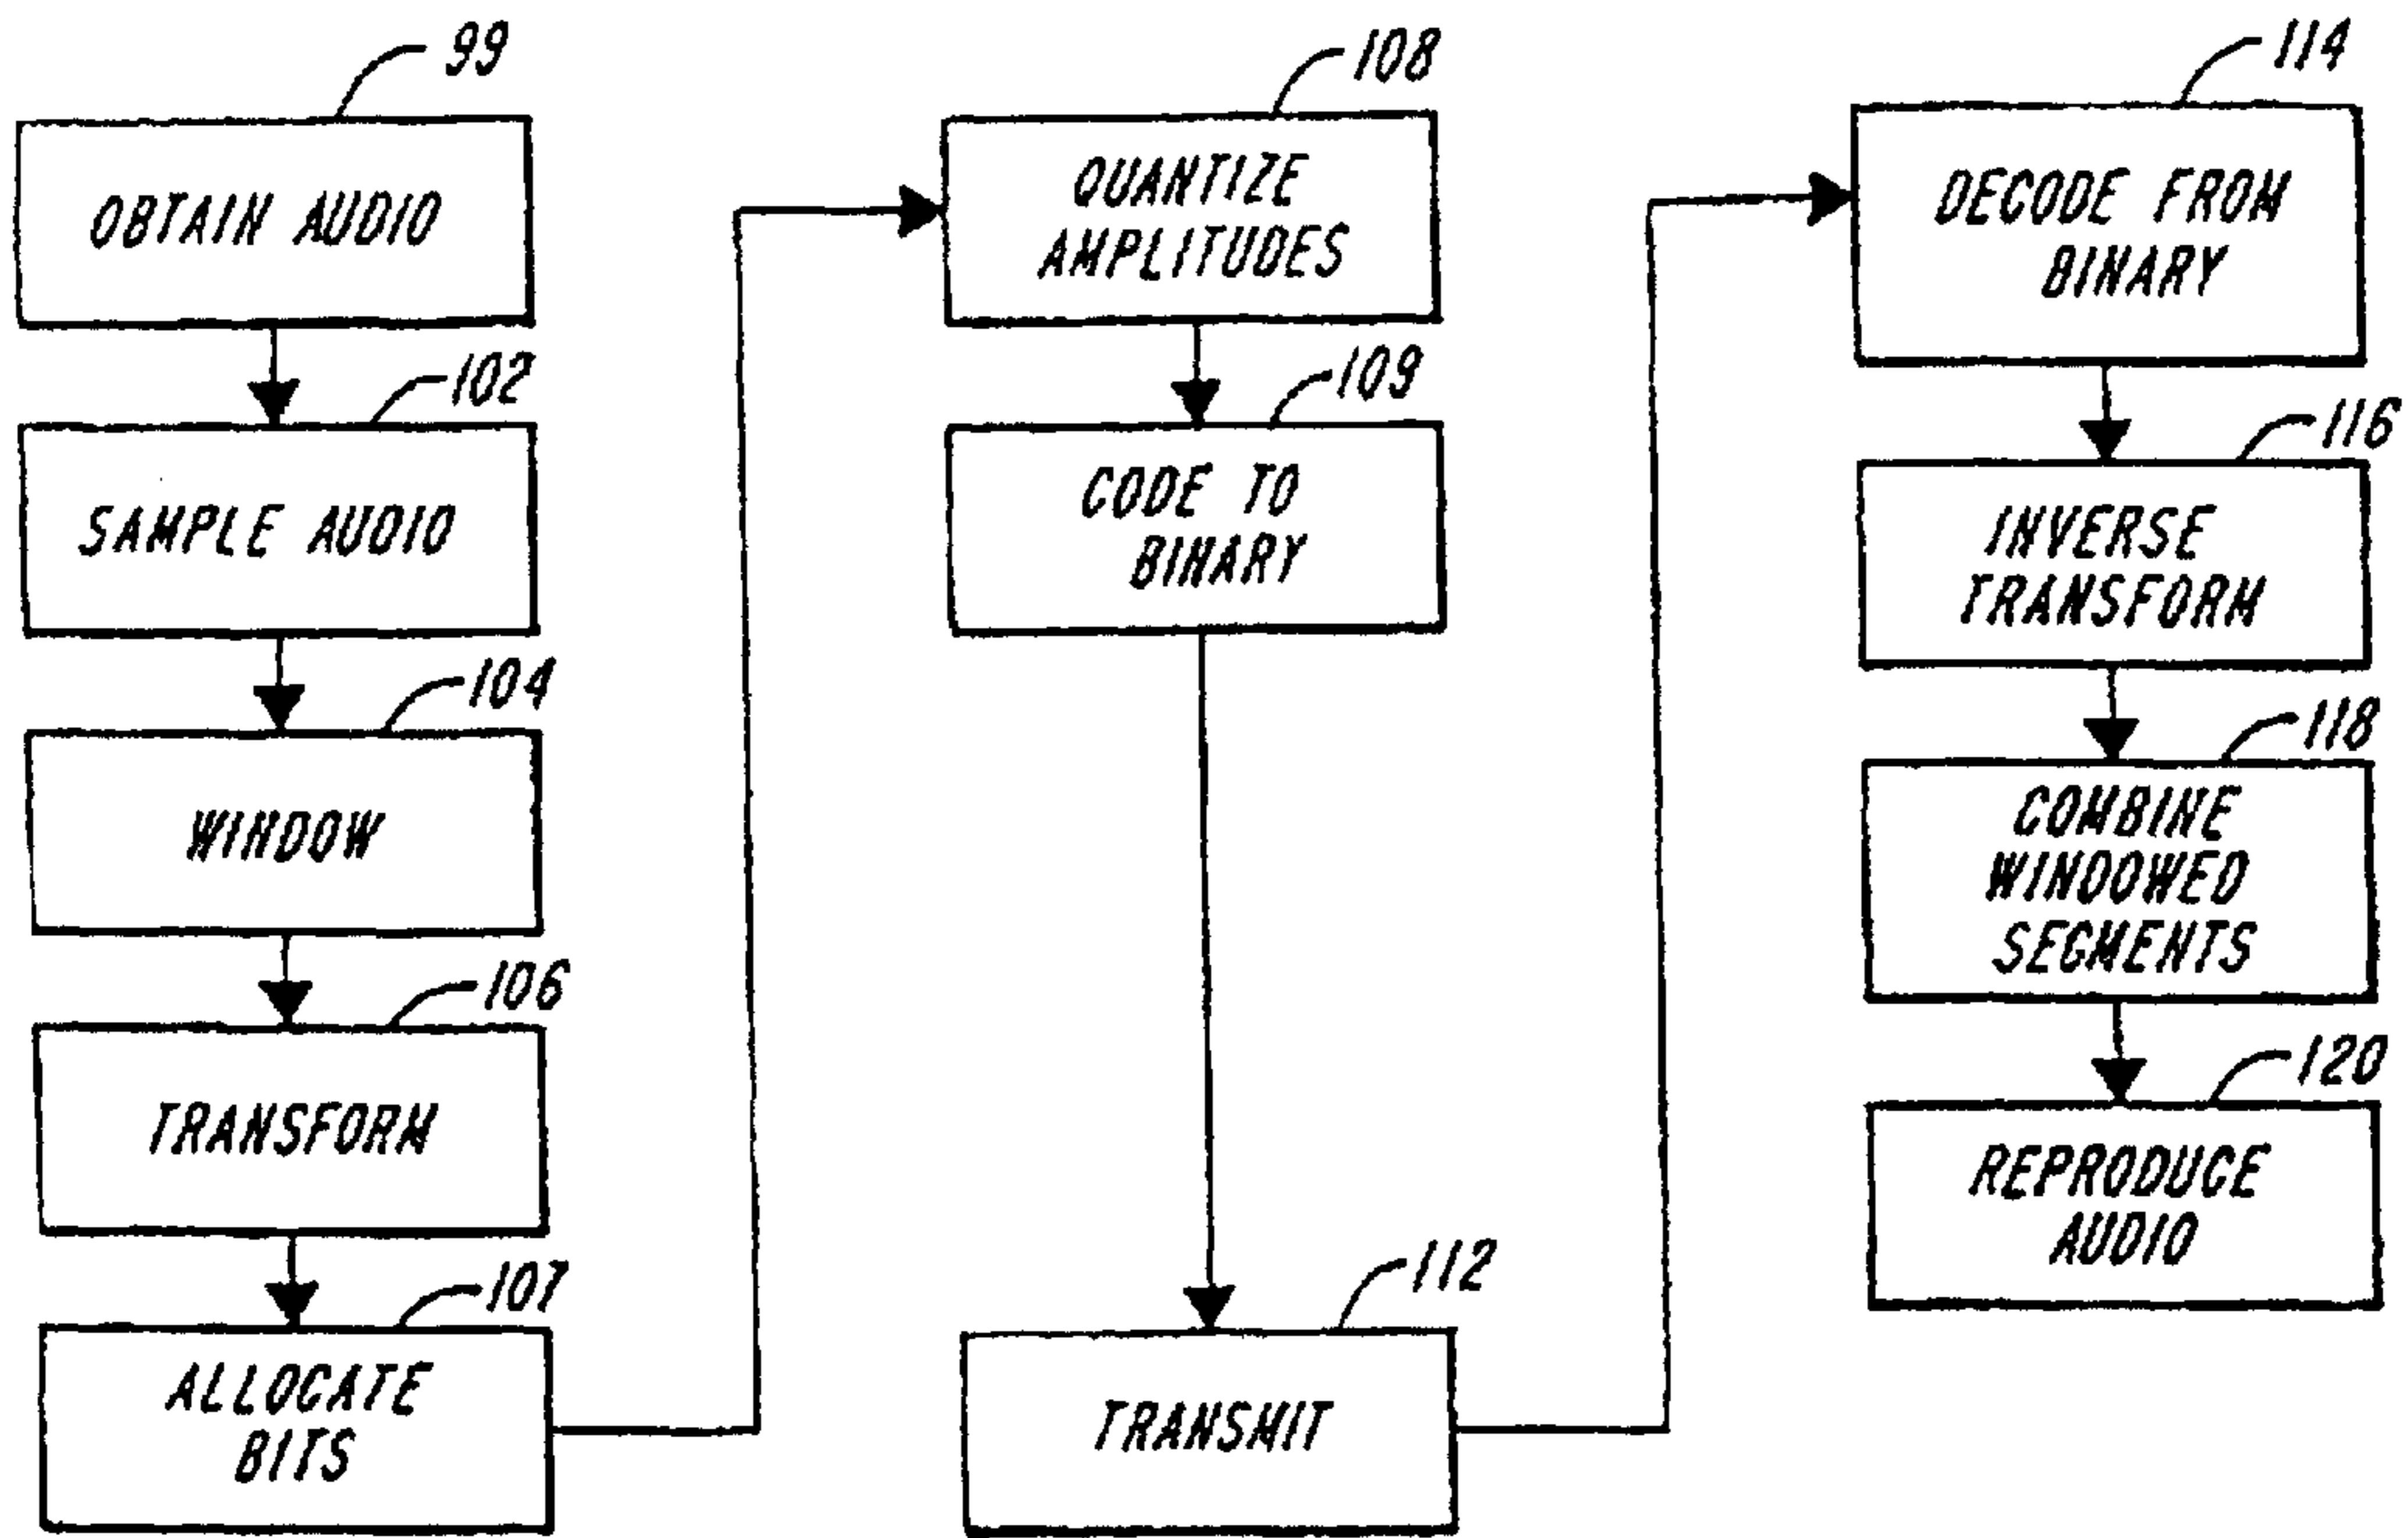 99
OBTAIN AUDIO
102
SAMPLE AUDIO
104
WINDOW
106
TRANSFORM
107
ALLOCATE
BITS
108
QUANTIZE
AMPLITUDES
109
CODE TO
BINARY
112
TRANSMIT
114
DECODE FROM
BINARY
116
INVERSE
TRANSFORM
118
COMBINE
WINDOWED
SEGMENTS
120
REPRODUCE
AUDIO